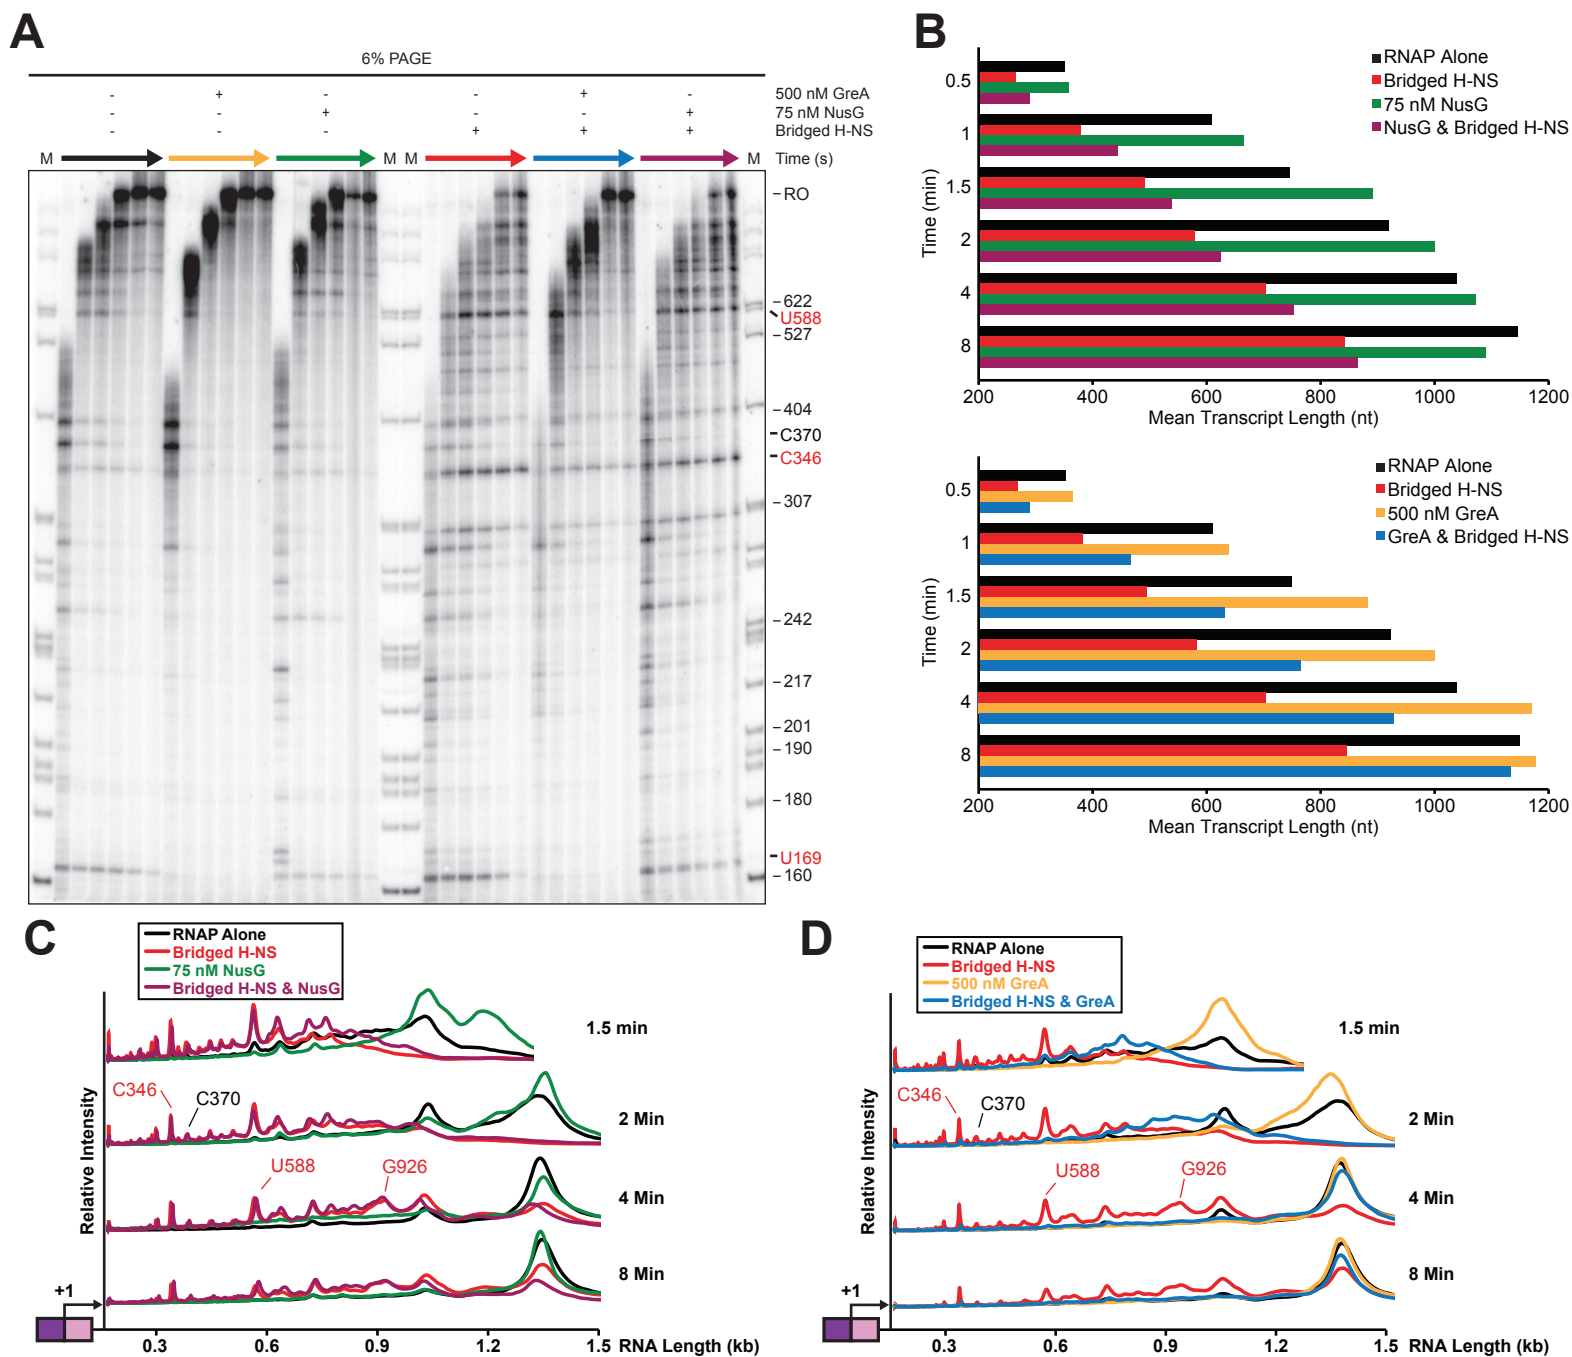 A
6% PAGE
- + - - + - 500 nM GreA
- - + - - + 75 nM NusG
- - - + + + Bridged H-NS
M M M M Time (s)
RO
622
U588
527
404
C370
C346
307
242
217
201
190
180
U169
160
B
RNAP Alone
Bridged H-NS
75 nM NusG
NusG & Bridged H-NS
Time (min)
0.5
1
1.5
2
4
8
200 400 600 800 1000 1200
Mean Transcript Length (nt)
RNAP Alone
Bridged H-NS
500 nM GreA
GreA & Bridged H-NS
Time (min)
0.5
1
1.5
2
4
8
200 400 600 800 1000 1200
Mean Transcript Length (nt)
C
RNAP Alone
Bridged H-NS
75 nM NusG
Bridged H-NS & NusG
Relative Intensity
1.5 min
C346
C370
2 Min
U588
G926
4 Min
8 Min
+1
0.3 0.6 0.9 1.2 1.5 RNA Length (kb)
D
RNAP Alone
Bridged H-NS
500 nM GreA
Bridged H-NS & GreA
Relative Intensity
1.5 min
C346
C370
2 Min
U588
G926
4 Min
8 Min
+1
0.3 0.6 0.9 1.2 1.5 RNA Length (kb)